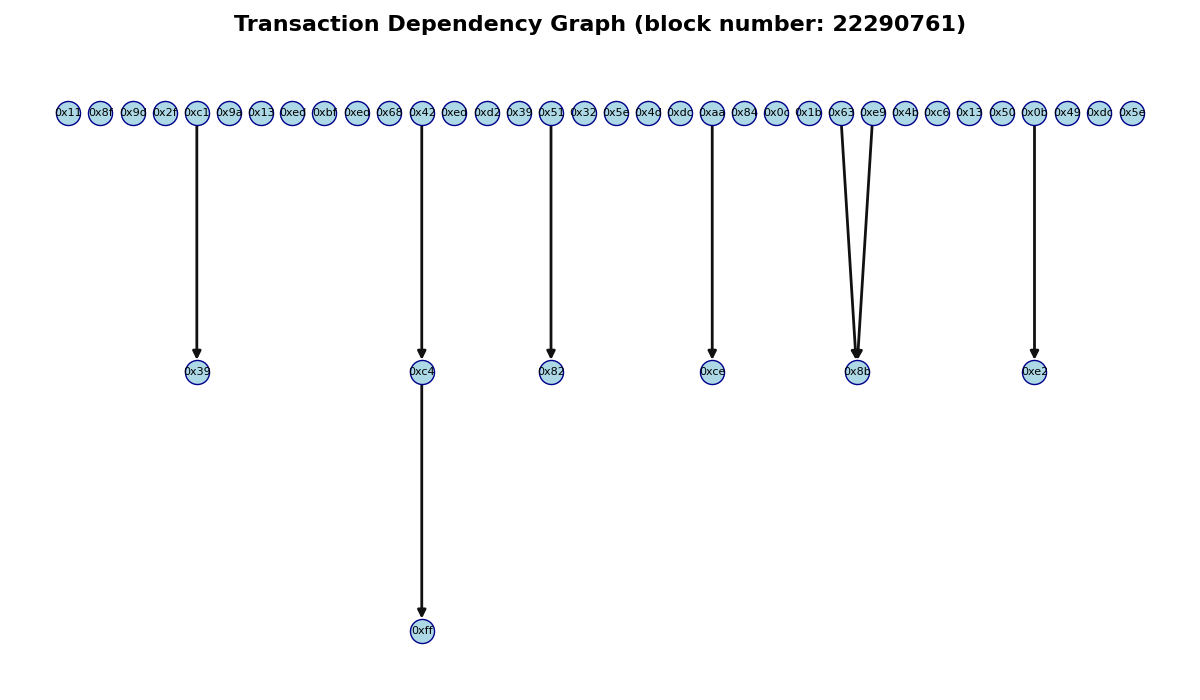 Transaction Dependency Graph (block number: 22290761)
0x11 0x8f 0x9d 0x2f 0xc1 0x9a 0x13 0xed 0xbf 0xed 0x68 0x42 0xed 0xd2 0x39 0x51 0x32 0x5e 0x4d 0xdc 0xaa 0x84 0x0c 0x1b 0x63 0xe9 0x4b 0xc6 0x13 0x50 0x0b 0x49 0xdc 0x5e
0x39 0xc4 0x82 0xce 0x8b 0xe2
0xff